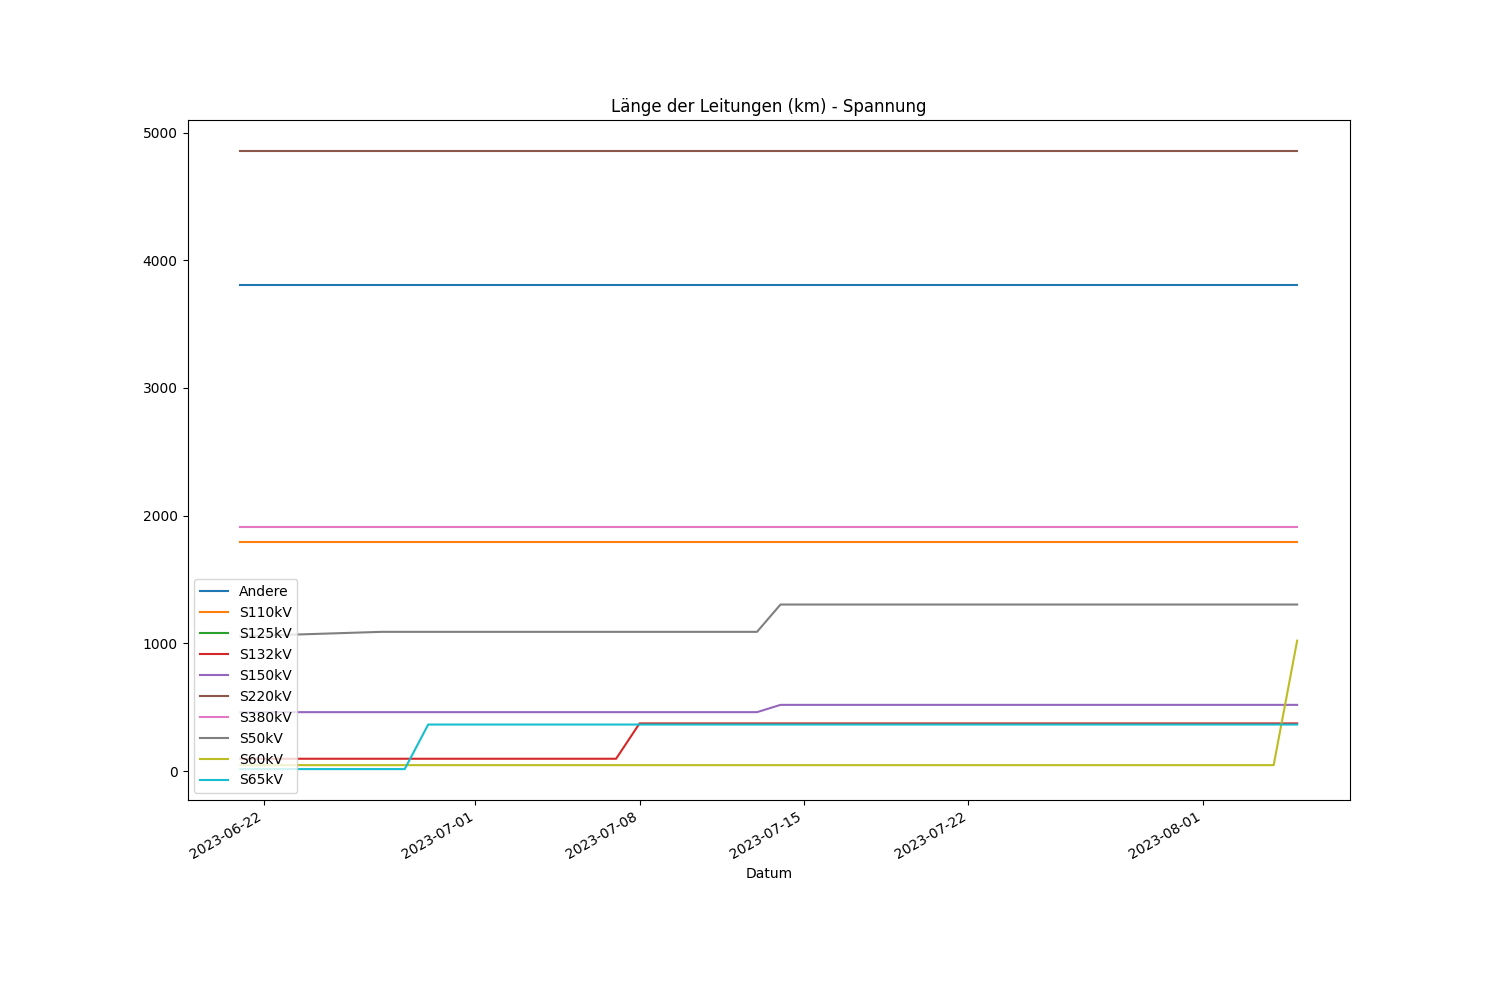 Länge der Leitungen (km) - Spannung
5000
4000
3000
2000
1000
0
Andere
S110kV
S125kV
S132kV
S150kV
S220kV
S380kV
S50kV
S60kV
S65kV
2023-06-22
2023-07-01
2023-07-08
2023-07-15
2023-07-22
2023-08-01
Datum